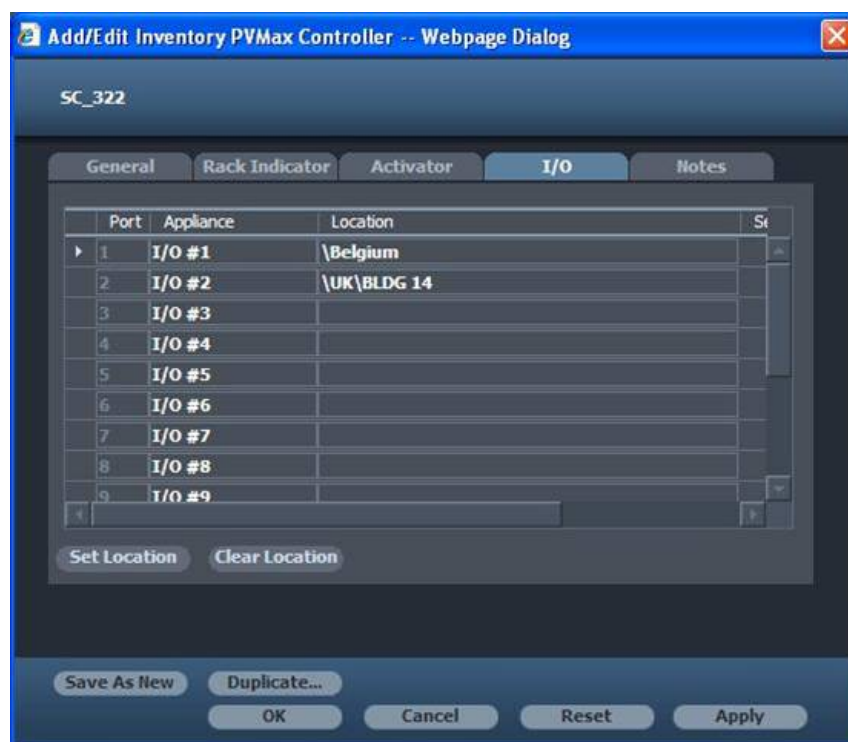 Add/Edit Inventory PVMax Controller -- Webpage Dialog
SC_322
General Rack Indicator Activator I/O Notes
Port Appliance Location
1 I/O #1 \Belgium
2 I/O #2 \UK\BLDG 14
3 I/O #3
4 I/O #4
5 I/O #5
6 I/O #6
7 I/O #7
8 I/O #8
9 I/O #9
Set Location Clear Location
Save As New Duplicate...
OK Cancel Reset Apply